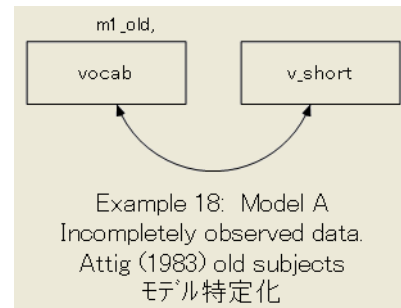 m1_old,
vocab
v_short
Example 18: Model A
Incompletely observed data.
Attig (1983) old subjects
モデル特定化